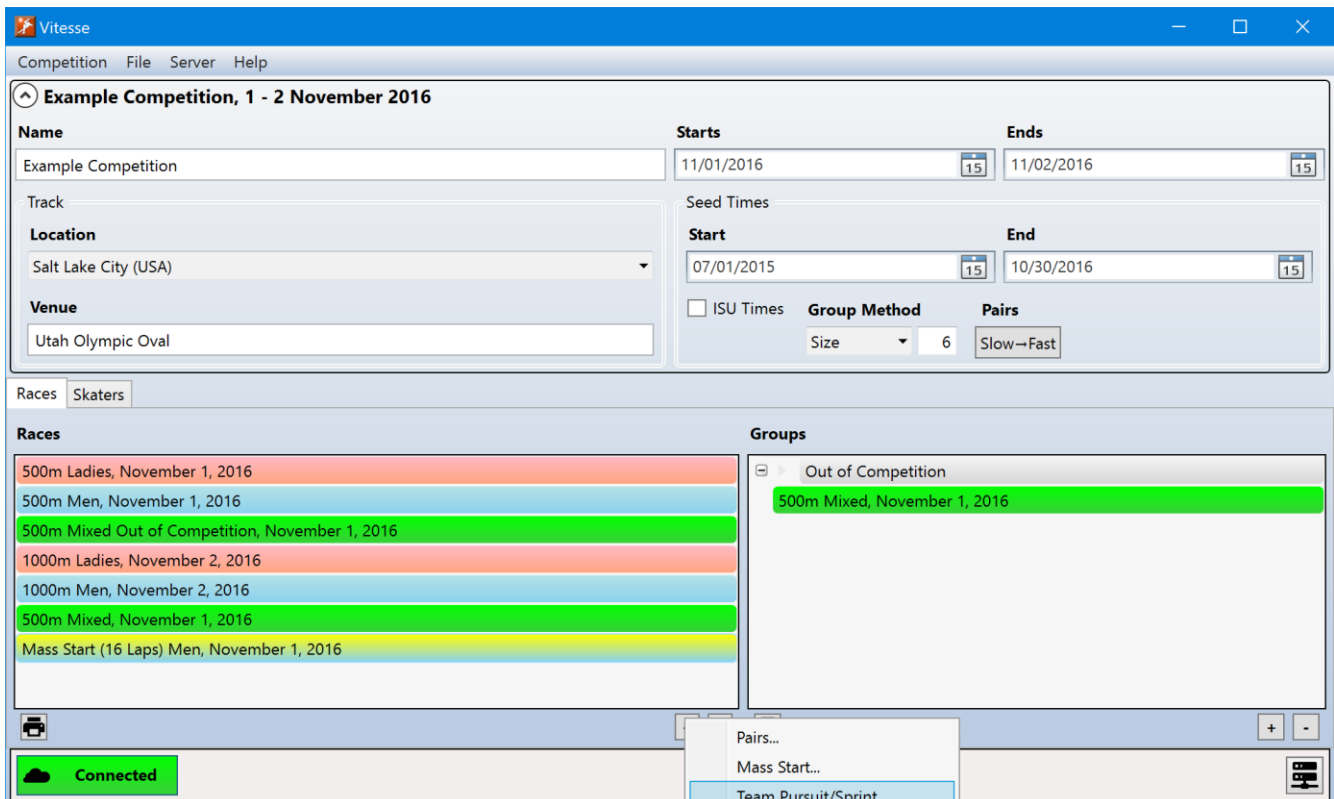 Vitesse
Competition File Server Help
Example Competition, 1 - 2 November 2016
Name Starts Ends
Example Competition 11/01/2016 15 11/02/2016 15
Track Seed Times
Location Start End
Salt Lake City (USA) 07/01/2015 15 10/30/2016 15
Venue ISU Times Group Method Pairs
Utah Olympic Oval Size 6 Slow→Fast
Races Skaters
Races Groups
500m Ladies, November 1, 2016 Out of Competition
500m Men, November 1, 2016 500m Mixed, November 1, 2016
500m Mixed Out of Competition, November 1, 2016
1000m Ladies, November 2, 2016
1000m Men, November 2, 2016
500m Mixed, November 1, 2016
Mass Start (16 Laps) Men, November 1, 2016
+ -
Pairs...
Mass Start...
Connected
Team Pursuit/Sprint